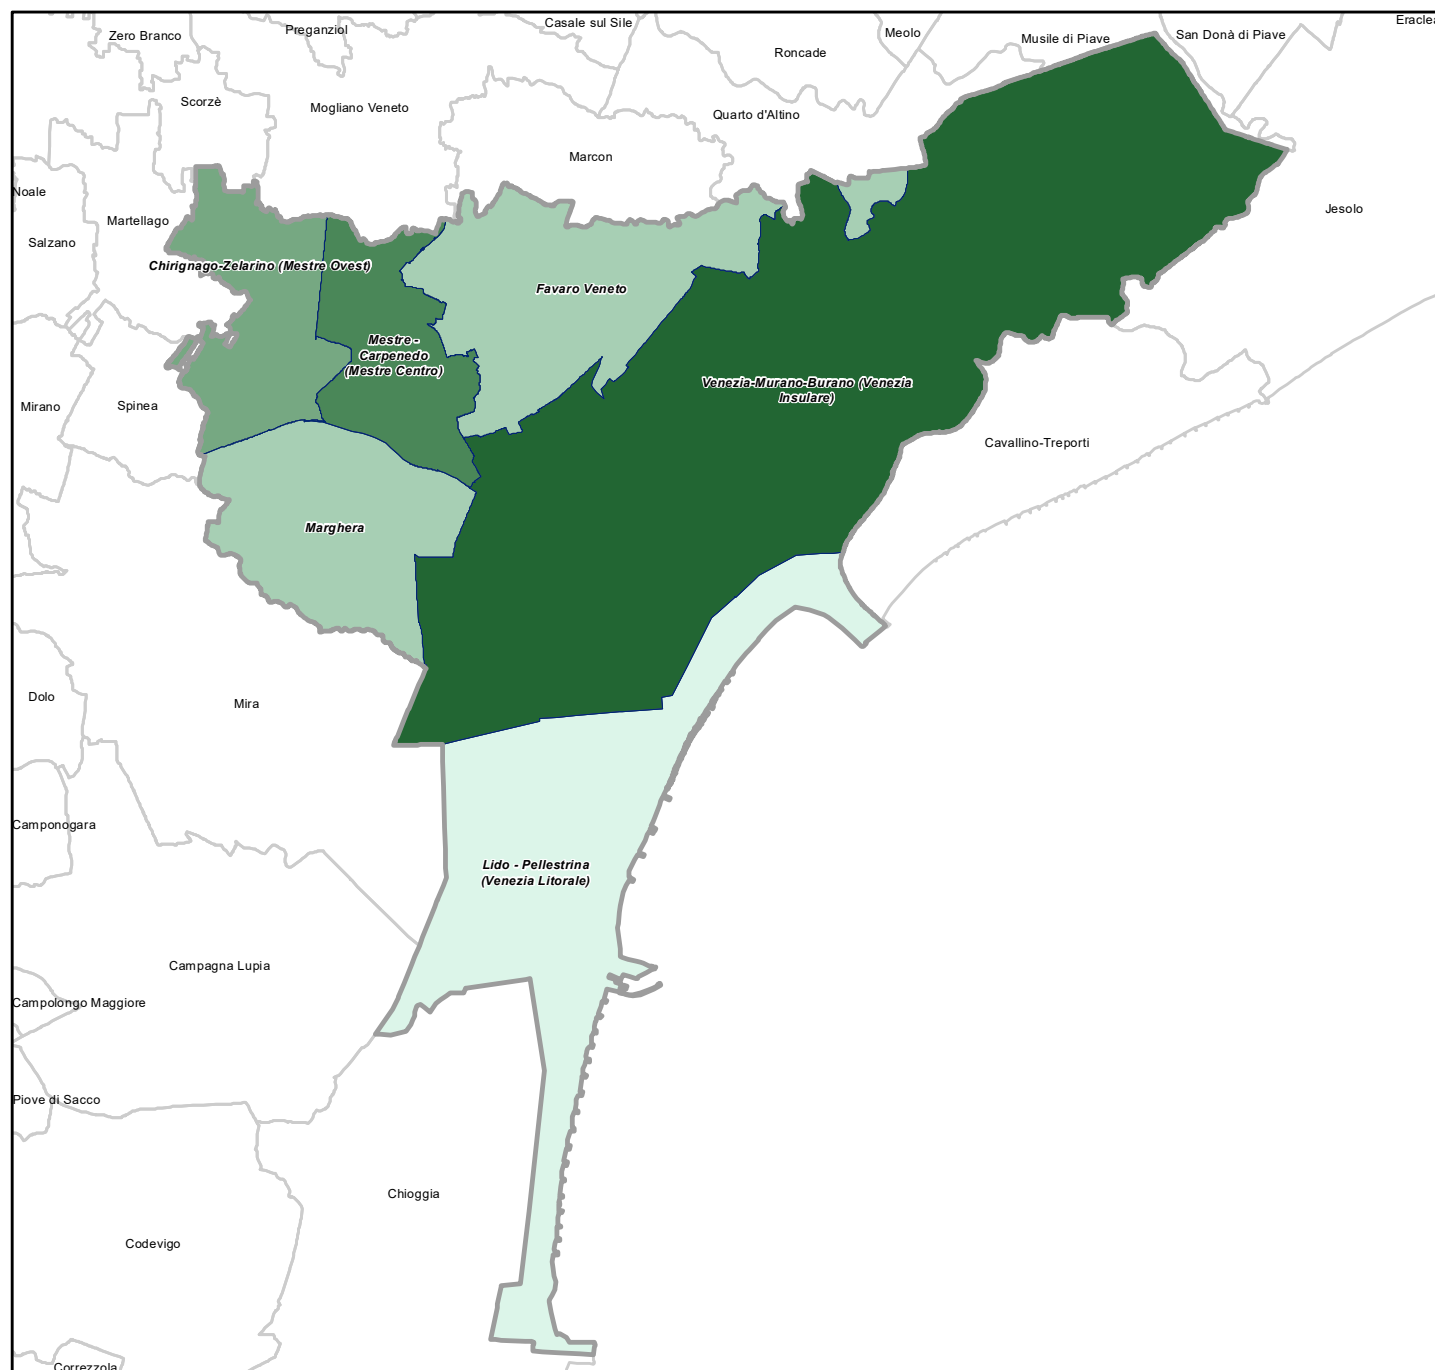 Casale sul Sile
Eraclea
Preganziol
Meolo
Zero Branco
San Donà di Piave
Musile di Piave
Roncade
Scorzè
Mogliano Veneto
Quarto d'Altino
Marcon
Noale
Jesolo
Martellago
Salzano
Chirignago-Zelarino (Mestre Ovest)
Favaro Veneto
Mestre -
Carpenedo
(Mestre Centro)
Venezia-Murano-Burano (Venezia
Insulare)
Mirano
Spinea
Cavallino-Treporti
Marghera
Dolo
Mira
Camponogara
Lido - Pellestrina
(Venezia Litorale)
Campagna Lupia
Campolongo Maggiore
Piove di Sacco
Chioggia
Codevigo
Correzzola